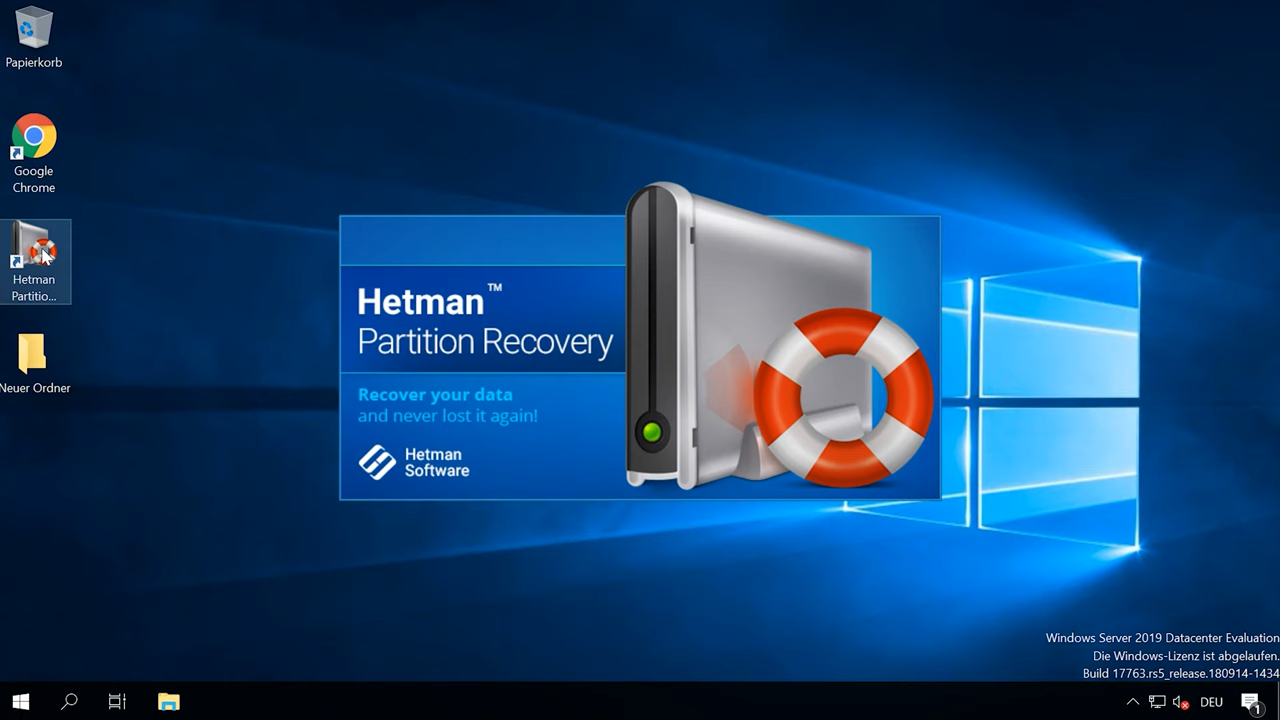 Papierkorb
Google
Chrome
Hetman
Partitio...
Neuer Ordner
Hetman™
Partition Recovery
Recover your data
and never lost it again!
Hetman
Software
Windows Server 2019 Datacenter Evaluation
Die Windows-Lizenz ist abgelaufen.
Build 17763.rs5_release.180914-1434
DEU
1